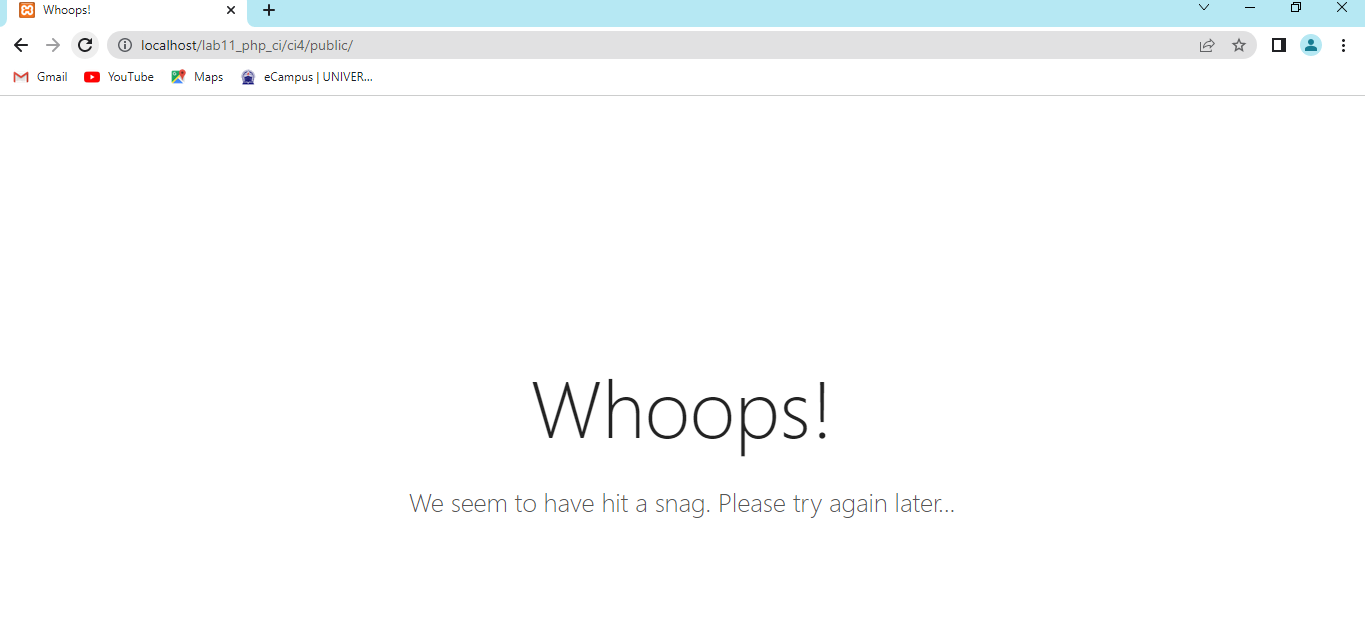 Whoops!
localhost/lab11_php_ci/ci4/public/
Gmail YouTube Maps eCampus | UNIVER...
Whoops!
We seem to have hit a snag. Please try again later...